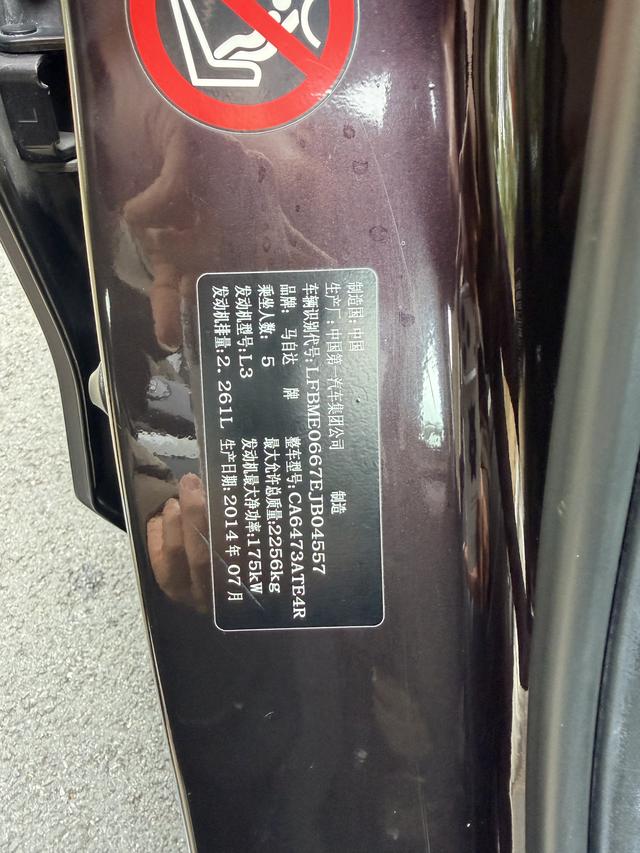 制造国:中国
生产厂:中国第一汽车集团公司 制造
车辆识别代号:LFBME0667EJB04557
品牌: 马自达 牌 整车型号:CA6473ATE4R
乘坐人数: 5 最大允许总质量:2256kg
发动机型号:L3 发动机最大净功率:175kW
发动机排量:2.261L 生产日期:2014年 07月